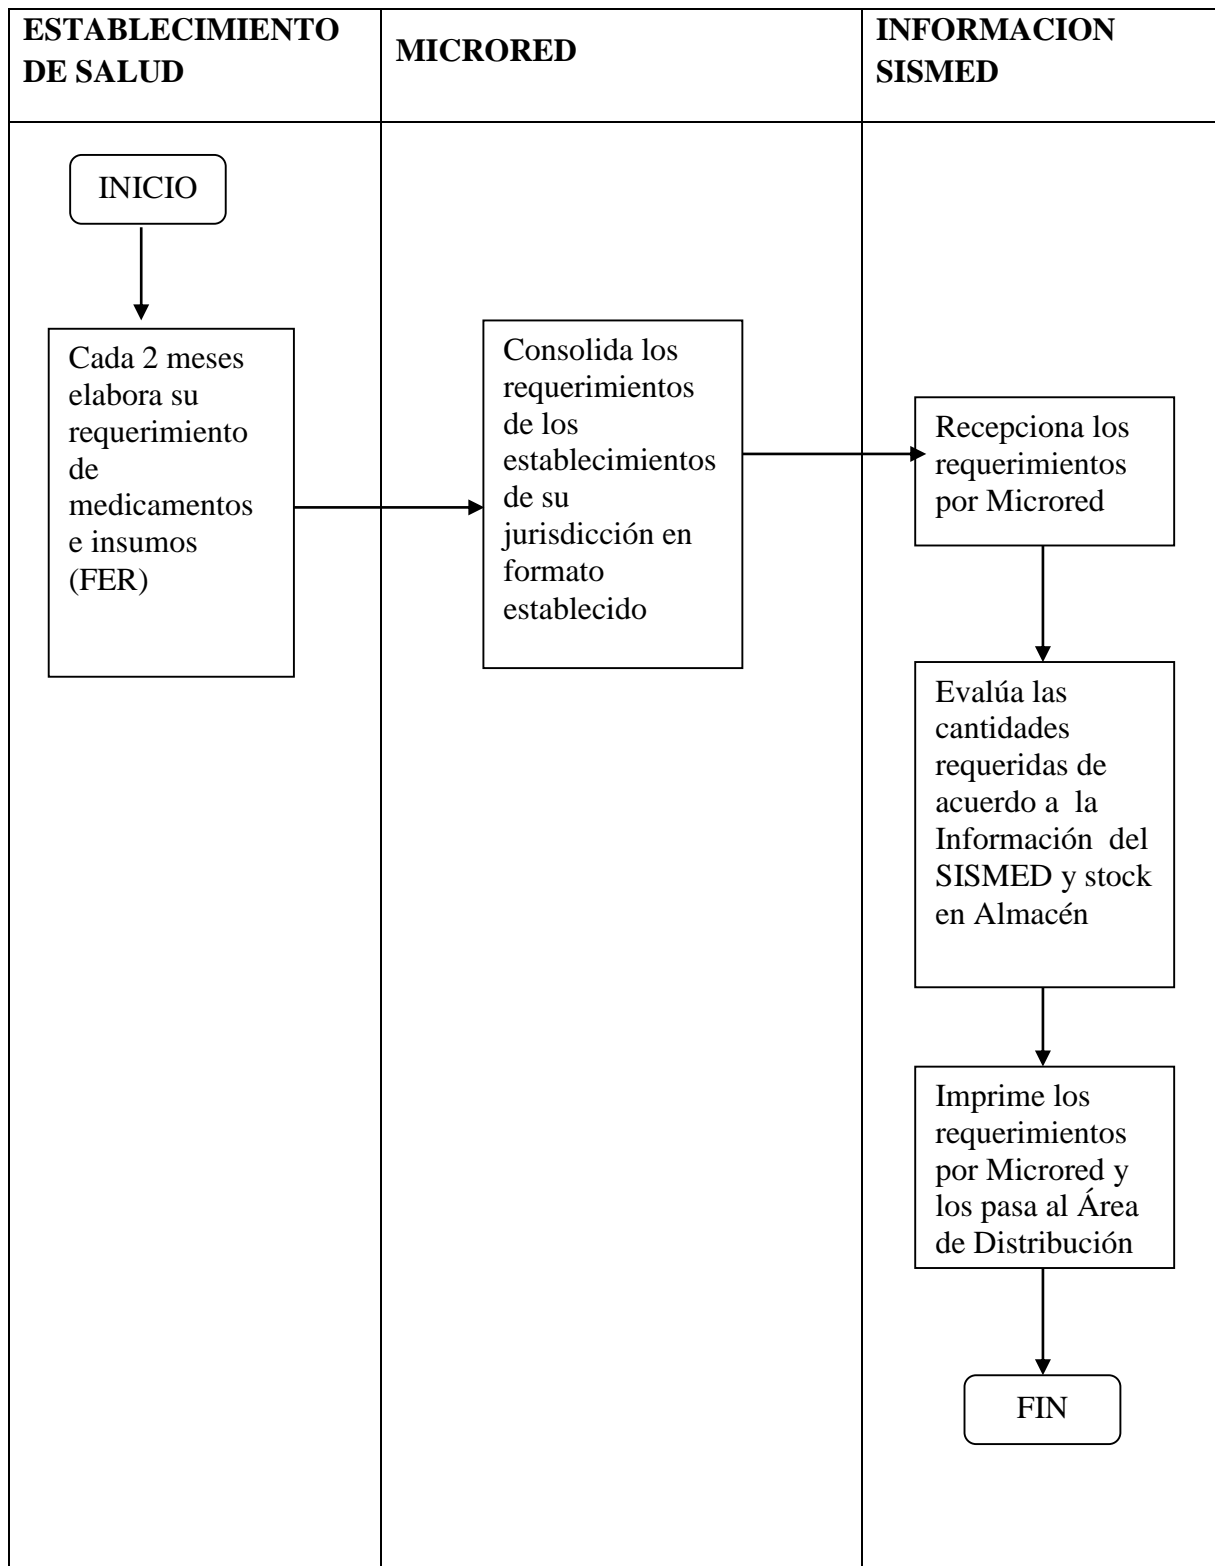 ESTABLECIMIENTO
DE SALUD
MICRORED
INFORMACION
SISMED
INICIO
Cada 2 meses
elabora su
requerimiento
de
medicamentos
e insumos
(FER)
Consolida los
requerimientos
de los
establecimientos
de su
jurisdicción en
formato
establecido
Recepciona los
requerimientos
por Microred
Evalúa las
cantidades
requeridas de
acuerdo a  la
Información  del
SISMED y stock
en Almacén
Imprime los
requerimientos
por Microred y
los pasa al Área
de Distribución
FIN